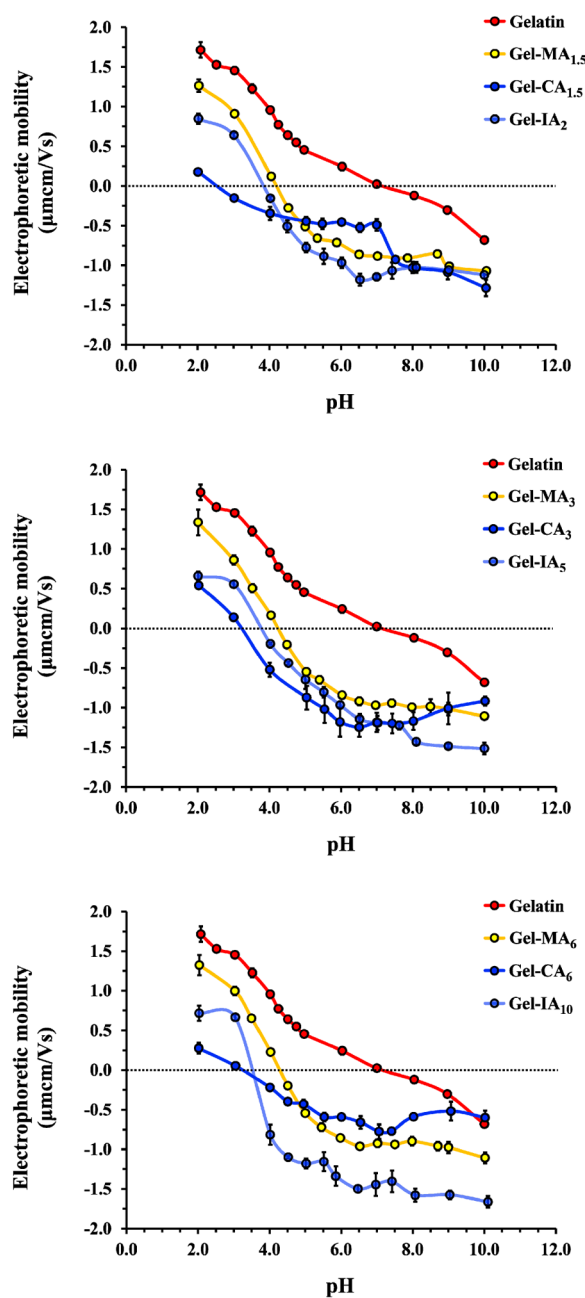 2.0
1.5
1.0
0.5
0.0
-0.5
-1.0
-1.5
-2.0
Electrophoretic mobility
(μmcm/Vs)
0.0 2.0 4.0 6.0 8.0 10.0 12.0
pH
Gelatin
Gel-MA1.5
Gel-CA1.5
Gel-IA2
2.0
1.5
1.0
0.5
0.0
-0.5
-1.0
-1.5
-2.0
Electrophoretic mobility
(μmcm/Vs)
0.0 2.0 4.0 6.0 8.0 10.0 12.0
pH
Gelatin
Gel-MA3
Gel-CA3
Gel-IA5
2.0
1.5
1.0
0.5
0.0
-0.5
-1.0
-1.5
-2.0
Electrophoretic mobility
(μmcm/Vs)
0.0 2.0 4.0 6.0 8.0 10.0 12.0
pH
Gelatin
Gel-MA6
Gel-CA6
Gel-IA10